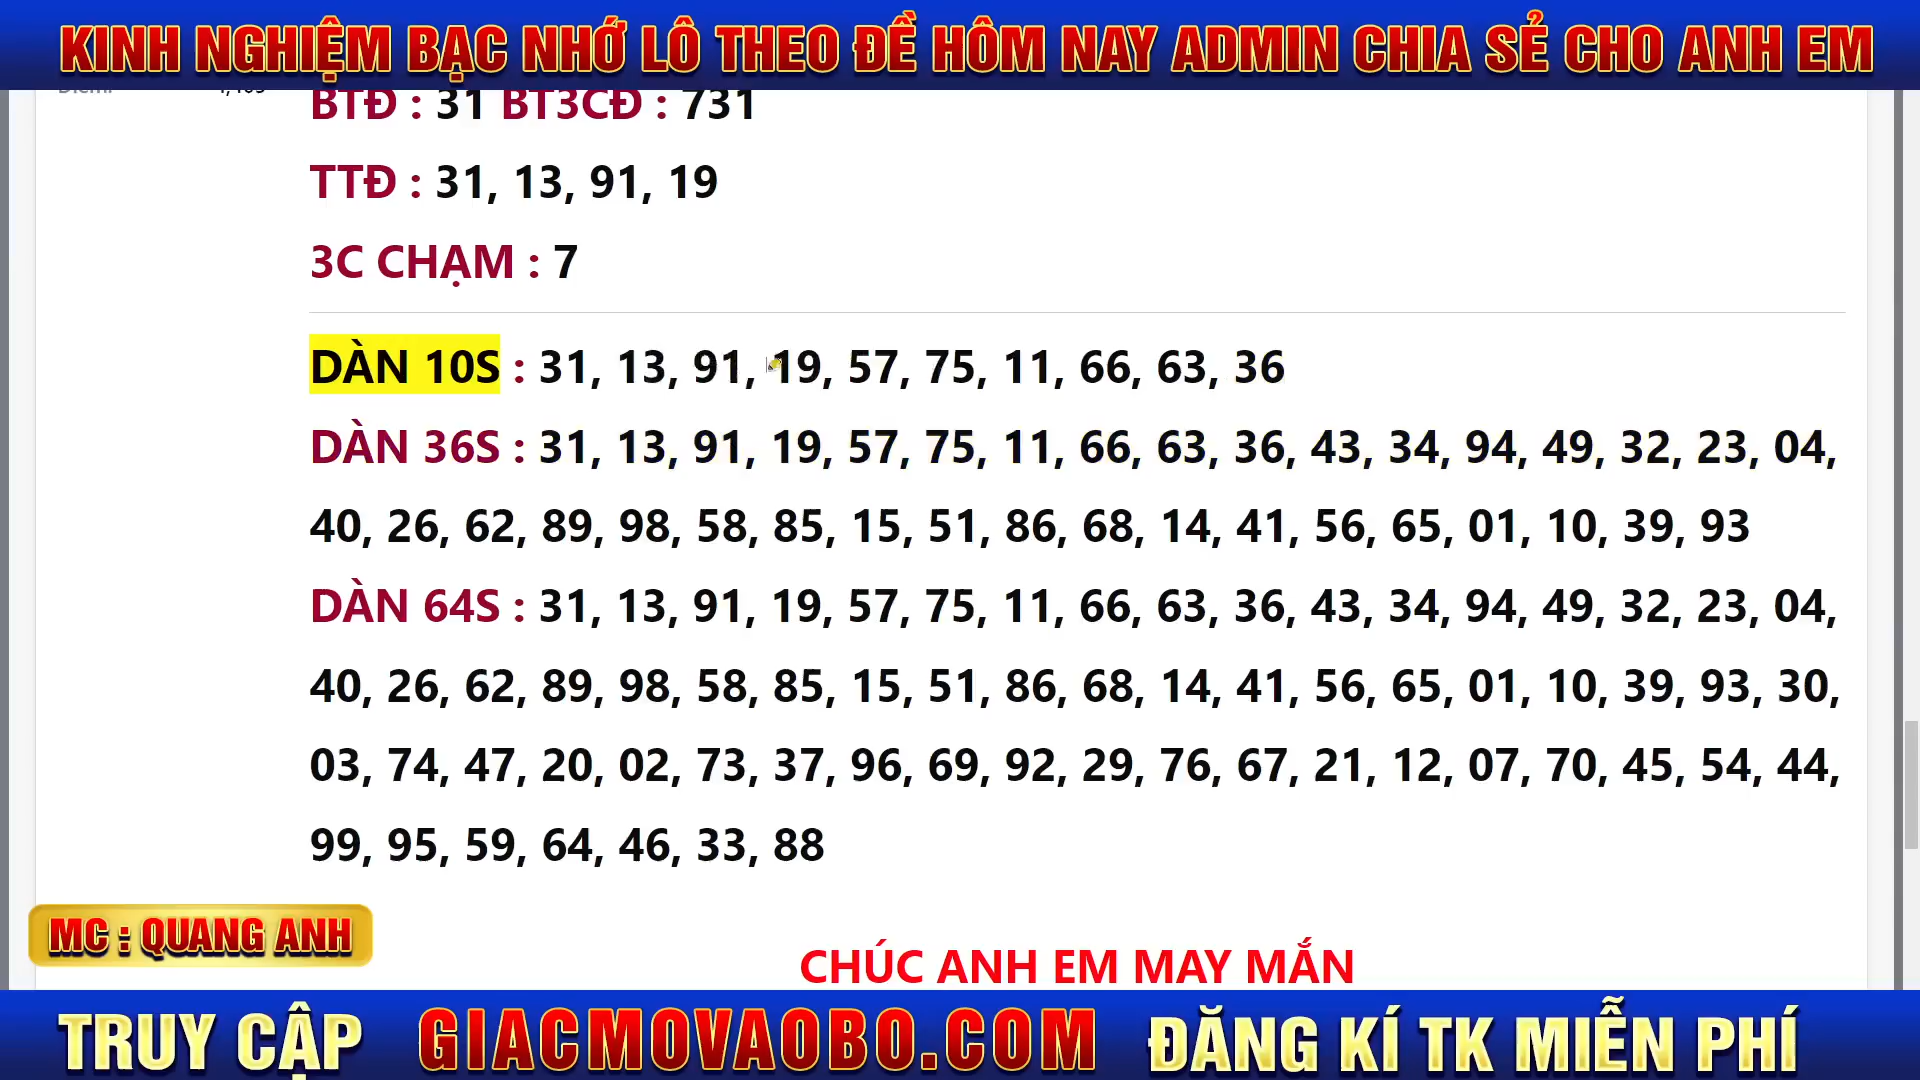 KINH NGHIỆM BẠC NHỚ LÔ THEO ĐỀ HÔM NAY ADMIN CHIA SẺ CHO ANH EM
BTĐ : 31 BT3CĐ : 731
TTĐ : 31, 13, 91, 19
3C CHẠM : 7
DÀN 10S : 31, 13, 91, 19, 57, 75, 11, 66, 63, 36
DÀN 36S : 31, 13, 91, 19, 57, 75, 11, 66, 63, 36, 43, 34, 94, 49, 32, 23, 04,
40, 26, 62, 89, 98, 58, 85, 15, 51, 86, 68, 14, 41, 56, 65, 01, 10, 39, 93
DÀN 64S : 31, 13, 91, 19, 57, 75, 11, 66, 63, 36, 43, 34, 94, 49, 32, 23, 04,
40, 26, 62, 89, 98, 58, 85, 15, 51, 86, 68, 14, 41, 56, 65, 01, 10, 39, 93, 30,
03, 74, 47, 20, 02, 73, 37, 96, 69, 92, 29, 76, 67, 21, 12, 07, 70, 45, 54, 44,
99, 95, 59, 64, 46, 33, 88
MC : QUANG ANH
CHÚC ANH EM MAY MẮN
TRUY CẬP GIACMOVAOBO.COM ĐĂNG KÍ TK MIỄN PHÍ